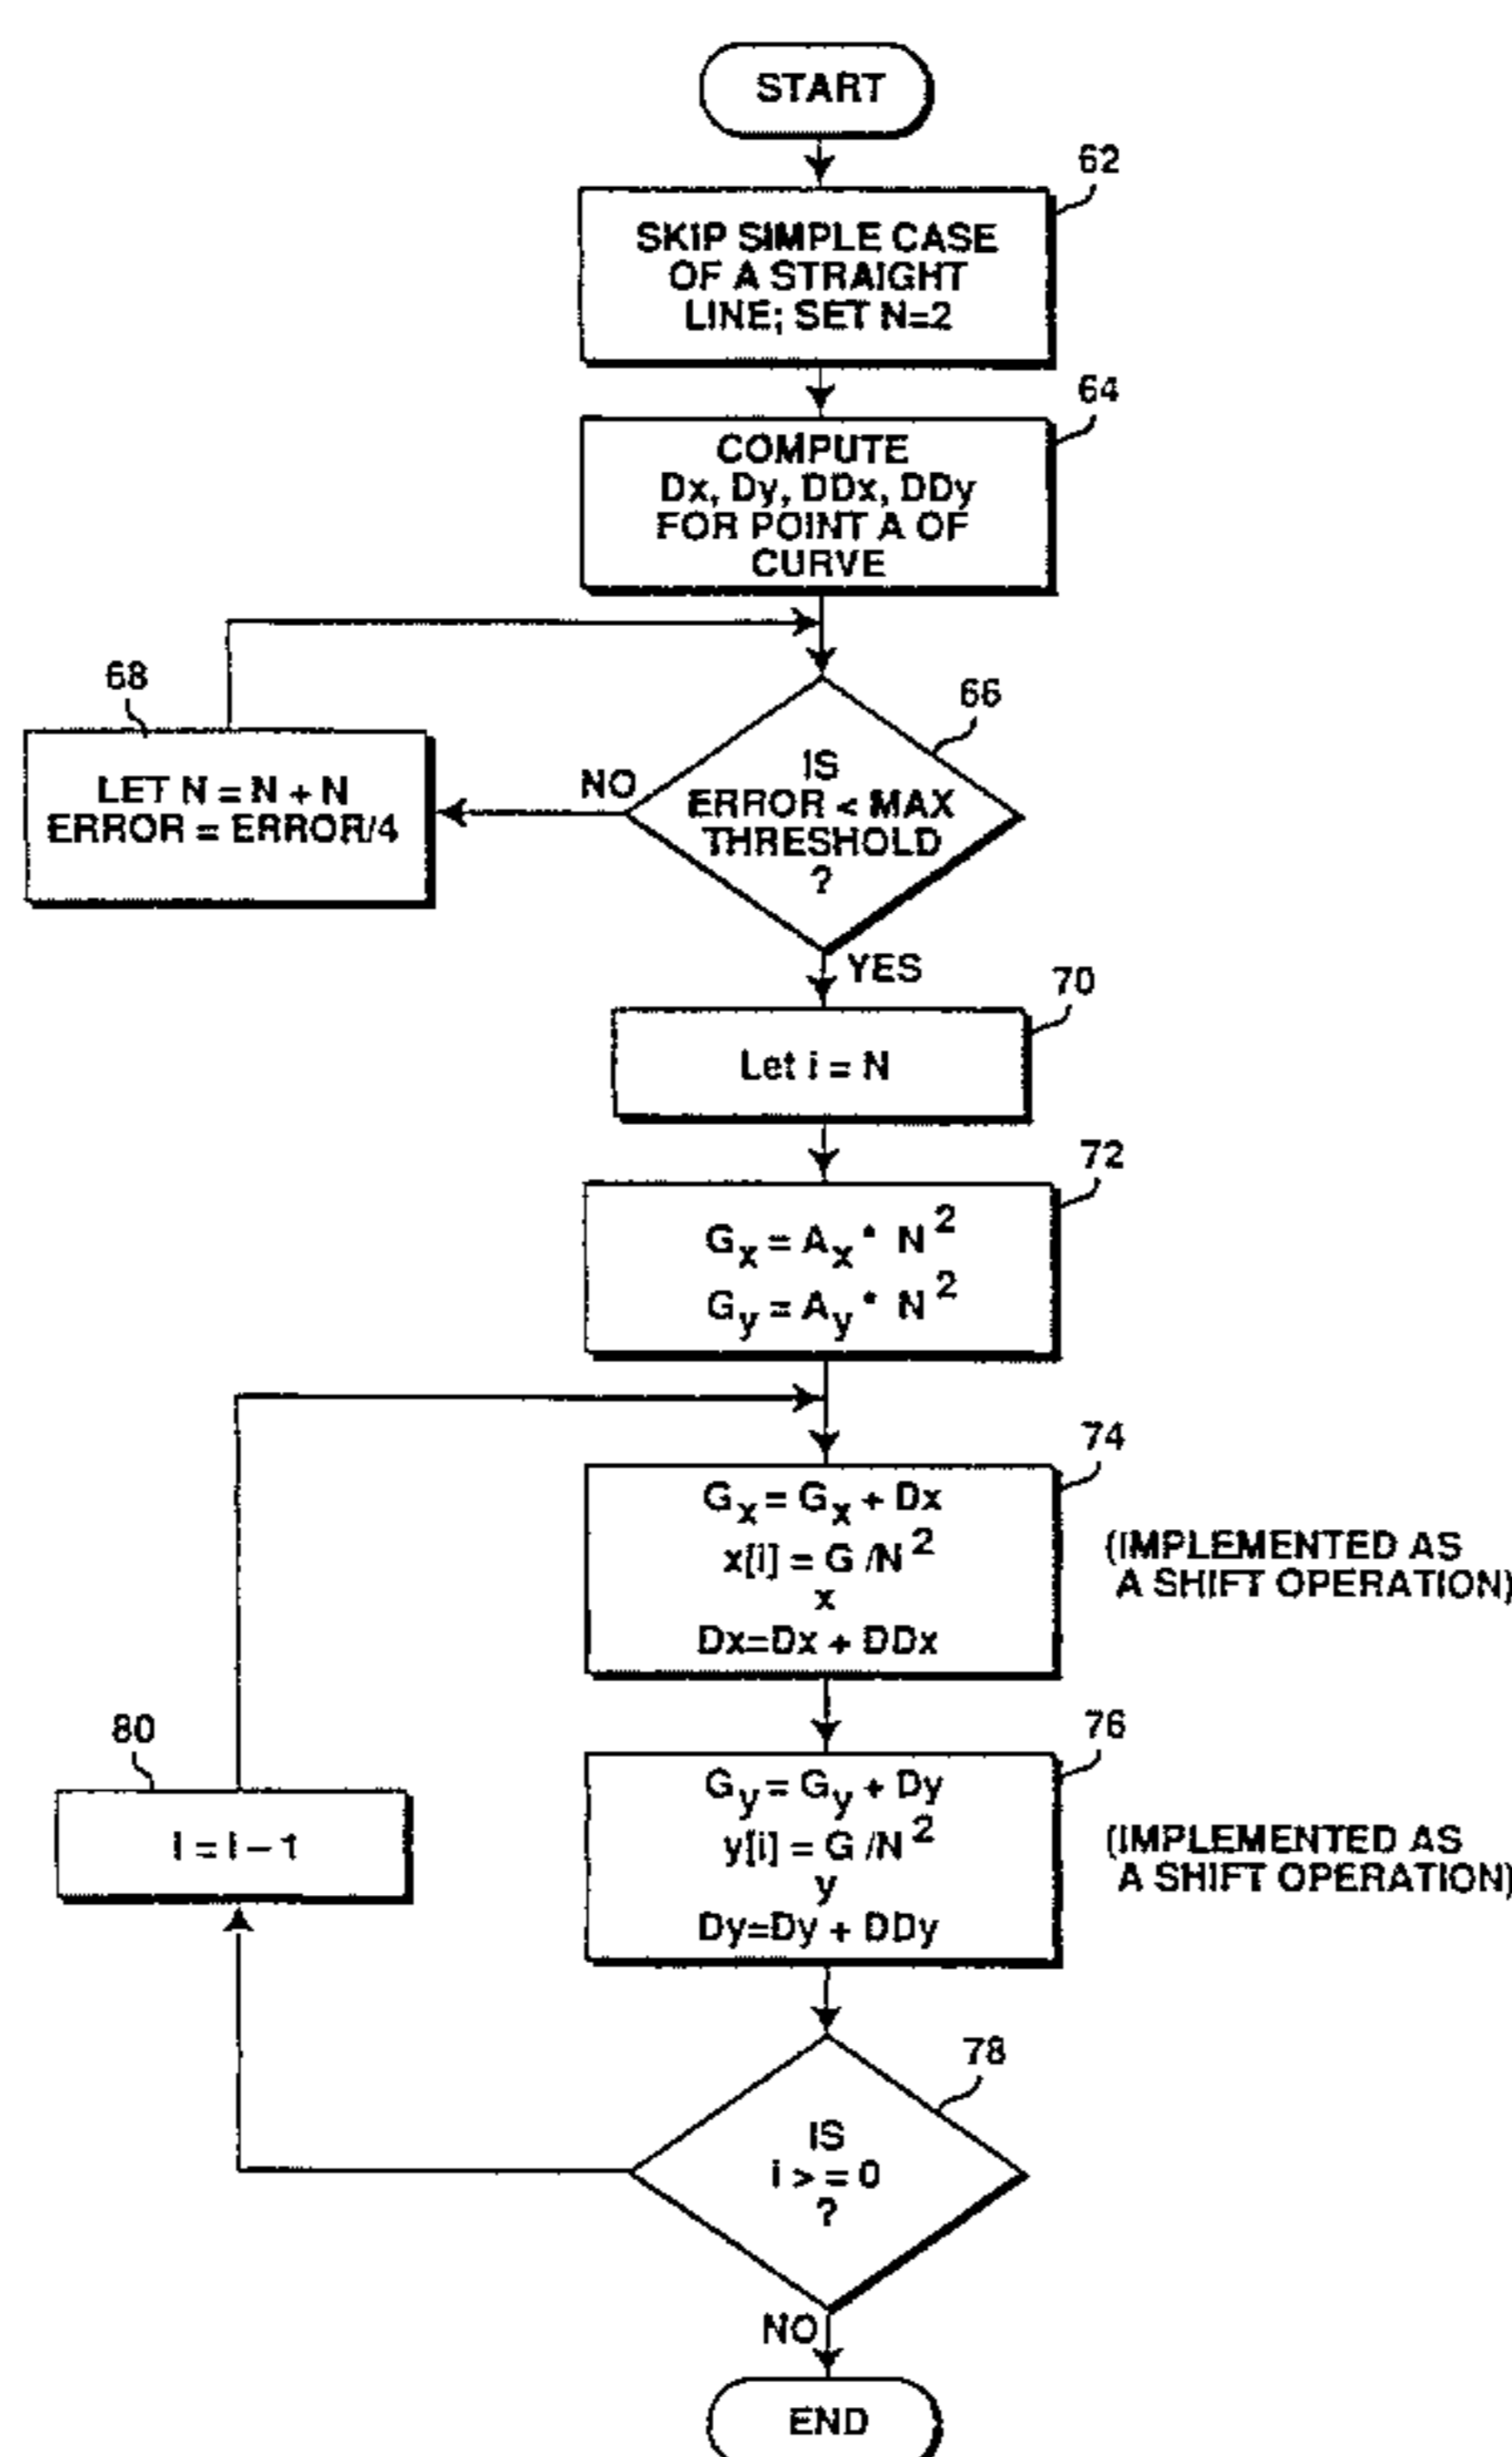 START
62
SKIP SIMPLE CASE
OF A STRAIGHT
LINE; SET N=2
64
COMPUTE
Dx, Dy, DDx, DDy
FOR POINT A OF
CURVE
68
LET N = N + N
ERROR = ERROR/4
66
NO
IS
ERROR < MAX
THRESHOLD
?
YES
70
Let i = N
72
Gx = Ax * N²
Gy = Ay * N²
74
Gx = Gx + Dx
x[i] = G /N²
x
Dx=Dx + DDx
(IMPLEMENTED AS
A SHIFT OPERATION)
76
Gy = Gy + Dy
y[i] = G /N²
y
Dy=Dy + DDy
(IMPLEMENTED AS
A SHIFT OPERATION)
80
i = i – 1
78
IS
i > = 0
?
NO
END